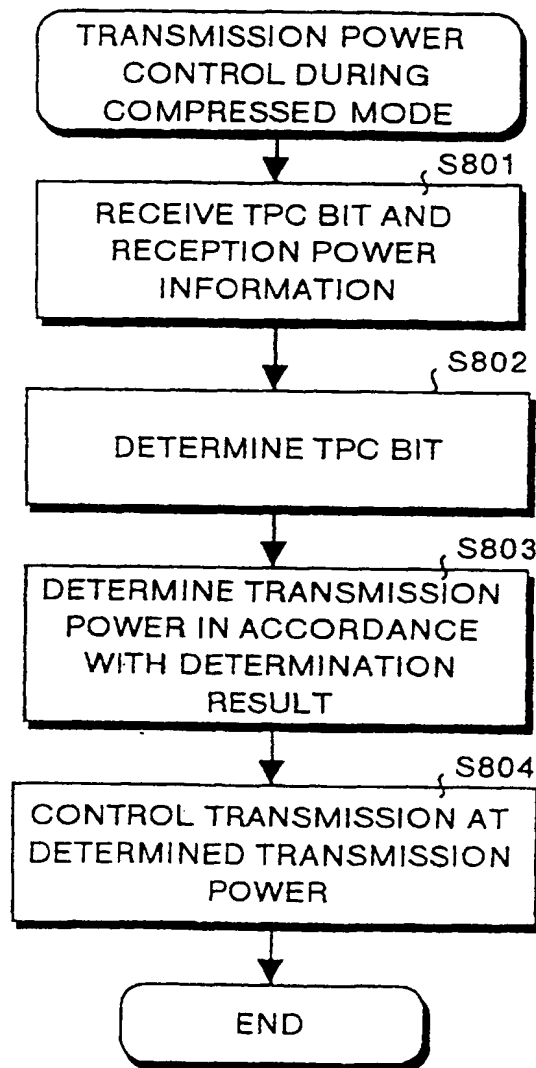 TRANSMISSION POWER
CONTROL DURING
COMPRESSED MODE
S801
RECEIVE TPC BIT AND
RECEPTION POWER
INFORMATION
S802
DETERMINE TPC BIT
S803
DETERMINE TRANSMISSION
POWER IN ACCORDANCE
WITH DETERMINATION
RESULT
S804
CONTROL TRANSMISSION AT
DETERMINED TRANSMISSION
POWER
END